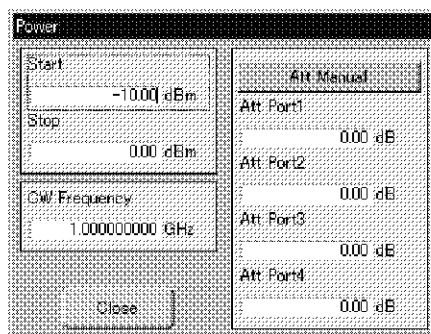 Power
Start
-10.00 dBm
Stop
0.00 dBm
CW Frequency
1.000000000 GHz
Close
Att Manual
Att Port1
0.00 dB
Att Port2
0.00 dB
Att Port3
0.00 dB
Att Port4
0.00 dB